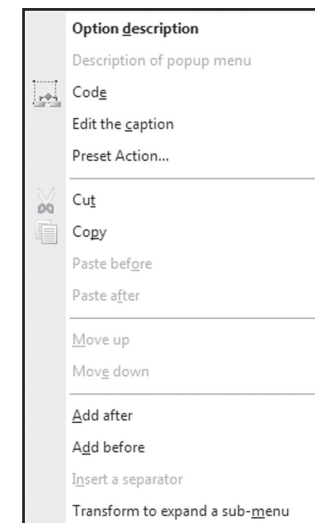 Option description
Description of popup menu
Code
Edit the caption
Preset Action...
Cut
Copy
Paste before
Paste after
Move up
Move down
Add after
Add before
Insert a separator
Transform to expand a sub-menu